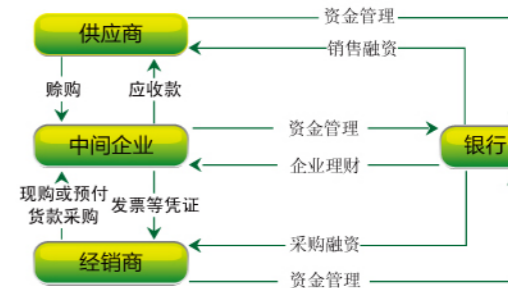 资金管理
供应商
销售融资
赊购
应收款
资金管理
中间企业
银行
企业理财
现购或预付
货款采购
发票等凭证
采购融资
经销商
资金管理